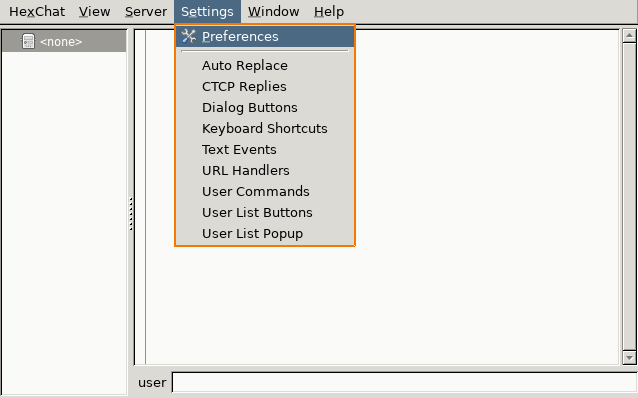 HexChat View Server Settings Window Help
<none>
Preferences
Auto Replace
CTCP Replies
Dialog Buttons
Keyboard Shortcuts
Text Events
URL Handlers
User Commands
User List Buttons
User List Popup
user